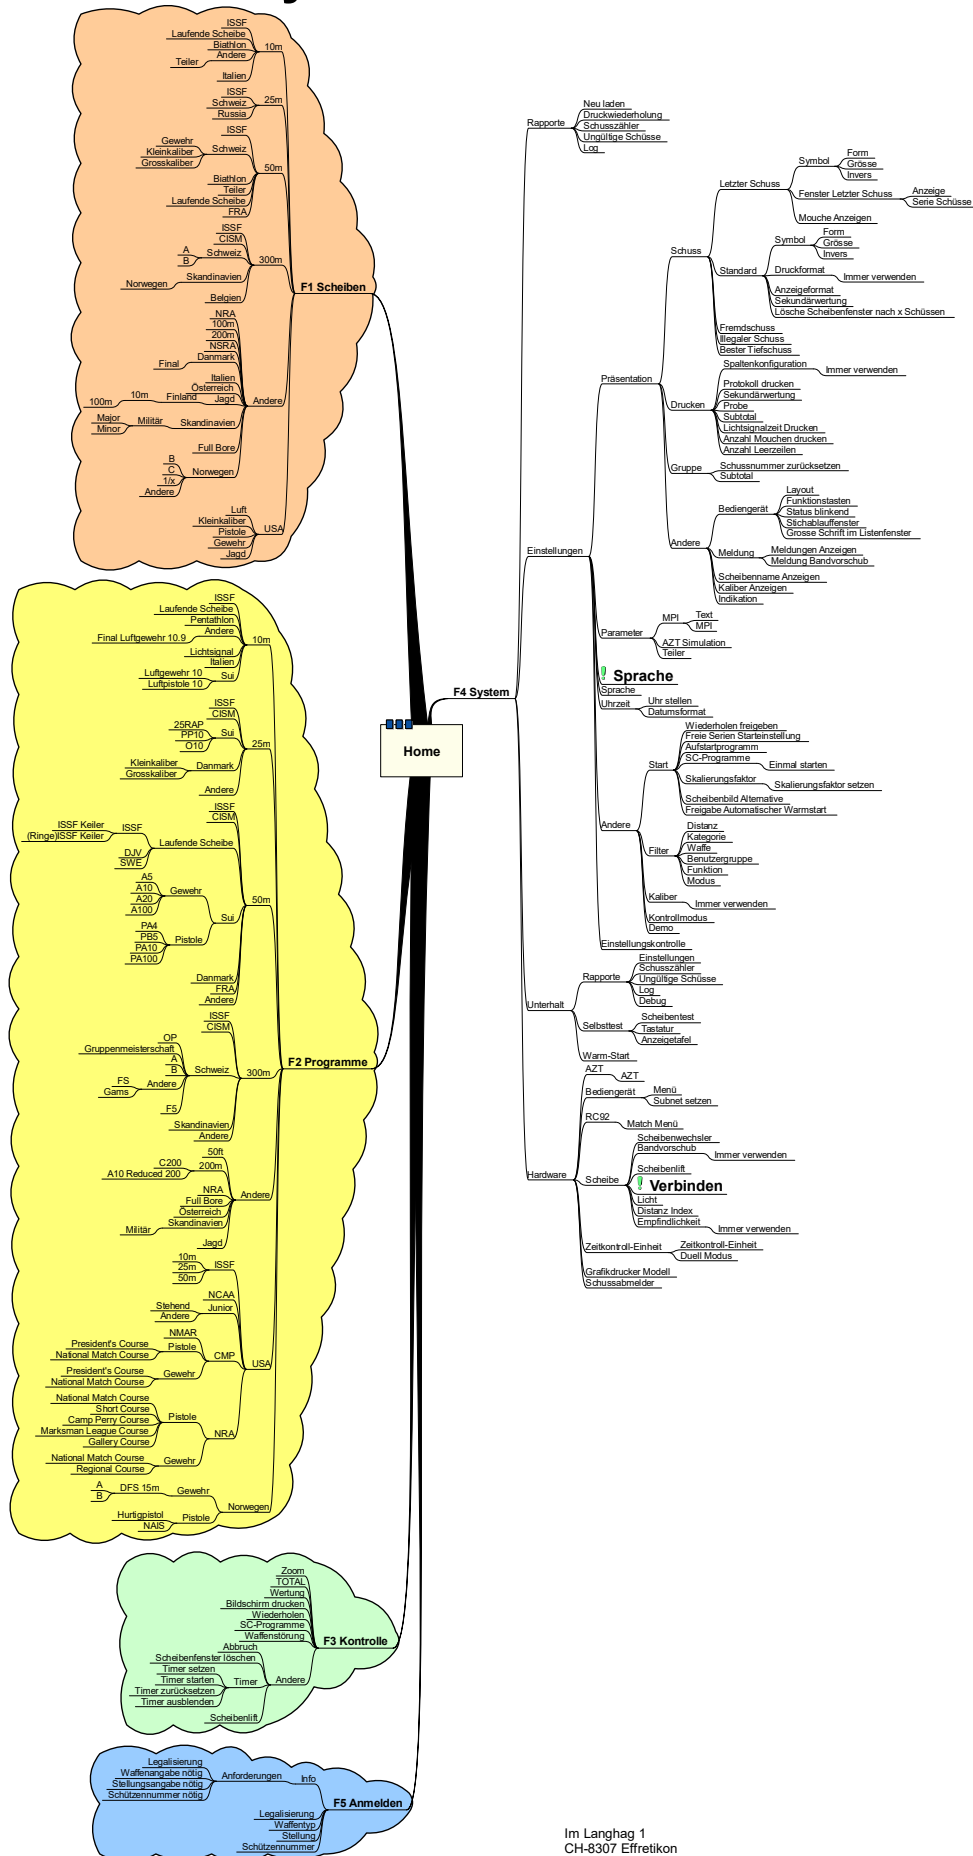 ISSF
Laufende Scheibe
Biathlon
Andere
Teiler
Italien
10m
ISSF
Schweiz
Russia
25m
ISSF
Gewehr
Kleinkaliber
Grosskaliber
Schweiz
50m
Biathlon
Teiler
Laufende Scheibe
FRA
ISSF
CISM
A
B
Schweiz
300m
Norwegen
Skandinavien
Belgien
F1 Scheiben
NRA
100m
200m
NSRA
Final
Danmark
Italien
Österreich
100m
10m
Finland
Jagd
Andere
Major
Minor
Militär
Skandinavien
Full Bore
B
C
1/x
Andere
Norwegen
Luft
Kleinkaliber
Pistole
Gewehr
Jagd
USA
ISSF
Laufende Scheibe
Pentathlon
Andere
Final Luftgewehr 10.9
Lichtsignal
Italien
Luftgewehr 10
Luftpistole 10
Sui
10m
ISSF
CISM
25RAP
PP10
O10
Sui
25m
Kleinkaliber
Grosskaliber
Danmark
Andere
ISSF
CISM
ISSF Keiler
(Ringe)ISSF Keiler
ISSF
DJV
SWE
Laufende Scheibe
A5
A10
A20
A100
Gewehr
PA4
PB5
PA10
PA100
Pistole
Sui
50m
Danmark
FRA
Andere
ISSF
CISM
OP
Gruppenmeisterschaft
A
B
FS
Gams
Andere
F5
Schweiz
300m
Skandinavien
Andere
F2 Programme
50ft
C200
A10 Reduced 200
200m
NRA
Full Bore
Österreich
Militär
Skandinavien
Jagd
Andere
10m
25m
50m
ISSF
NCAA
Stehend
Andere
Junior
NMAR
President's Course
National Match Course
Pistole
President's Course
National Match Course
Gewehr
CMP
USA
National Match Course
Short Course
Camp Perry Course
Marksman League Course
Gallery Course
Pistole
National Match Course
Regional Course
Gewehr
NRA
A
B
DFS 15m
Gewehr
Hurtigpistol
NAIS
Pistole
Norwegen
Zoom
TOTAL
Wertung
Bildschirm drucken
Wiederholen
SC-Programme
Waffenstörung
F3 Kontrolle
Abbruch
Scheibenfenster löschen
Timer setzen
Timer starten
Timer zurücksetzen
Timer ausblenden
Timer
Andere
Scheibenlift
Legalisierung
Waffenangabe nötig
Stellungsangabe nötig
Schützennummer nötig
Anforderungen
Info
F5 Anmelden
Legalisierung
Waffentyp
Stellung
Schützennummer
Home
F4 System
Rapporte
Neu laden
Druckwiederholung
Schusszähler
Ungültige Schüsse
Log
Einstellungen
Präsentation
Schuss
Letzter Schuss
Symbol
Form
Grösse
Invers
Fenster Letzter Schuss
Anzeige
Serie Schüsse
Mouche Anzeigen
Standard
Symbol
Form
Grösse
Invers
Druckformat
Immer verwenden
Anzeigeformat
Sekundärwertung
Lösche Scheibenfenster nach x Schüssen
Fremdschuss
Illegaler Schuss
Bester Tiefschuss
Drucken
Spaltenkonfiguration
Immer verwenden
Protokoll drucken
Sekundärwertung
Probe
Subtotal
Lichtsignalzeit Drucken
Anzahl Mouchen drucken
Anzahl Leerzeilen
Gruppe
Schussnummer zurücksetzen
Subtotal
Andere
Bediengerät
Layout
Funktionstasten
Status blinkend
Stichablauffenster
Grosse Schrift im Listenfenster
Meldung
Meldungen Anzeigen
Meldung Bandvorschub
Scheibenname Anzeigen
Kaliber Anzeigen
Indikation
Parameter
MPI
Text
MPI
AZT Simulation
Teiler
Sprache
Sprache
Uhrzeit
Uhr stellen
Datumsformat
Andere
Start
Wiederholen freigeben
Freie Serien Starteinstellung
Aufstartprogramm
SC-Programme
Einmal starten
Skalierungsfaktor
Skalierungsfaktor setzen
Scheibenbild Alternative
Freigabe Automatischer Warmstart
Filter
Distanz
Kategorie
Waffe
Benutzergruppe
Funktion
Modus
Kaliber
Immer verwenden
Kontrollmodus
Demo
Einstellungskontrolle
Unterhalt
Rapporte
Einstellungen
Schusszähler
Ungültige Schüsse
Log
Debug
Selbsttest
Scheibentest
Tastatur
Anzeigetafel
Warm-Start
Hardware
AZT
AZT
Bediengerät
Menü
Subnet setzen
RC92
Match Menü
Scheibe
Scheibenwechsler
Bandvorschub
Immer verwenden
Scheibenlift
Verbinden
Licht
Distanz Index
Empfindlichkeit
Immer verwenden
Zeitkontroll-Einheit
Zeitkontroll-Einheit
Duell Modus
Grafikdrucker Modell
Schussabmelder
Im Langhag 1
CH-8307 Effretikon